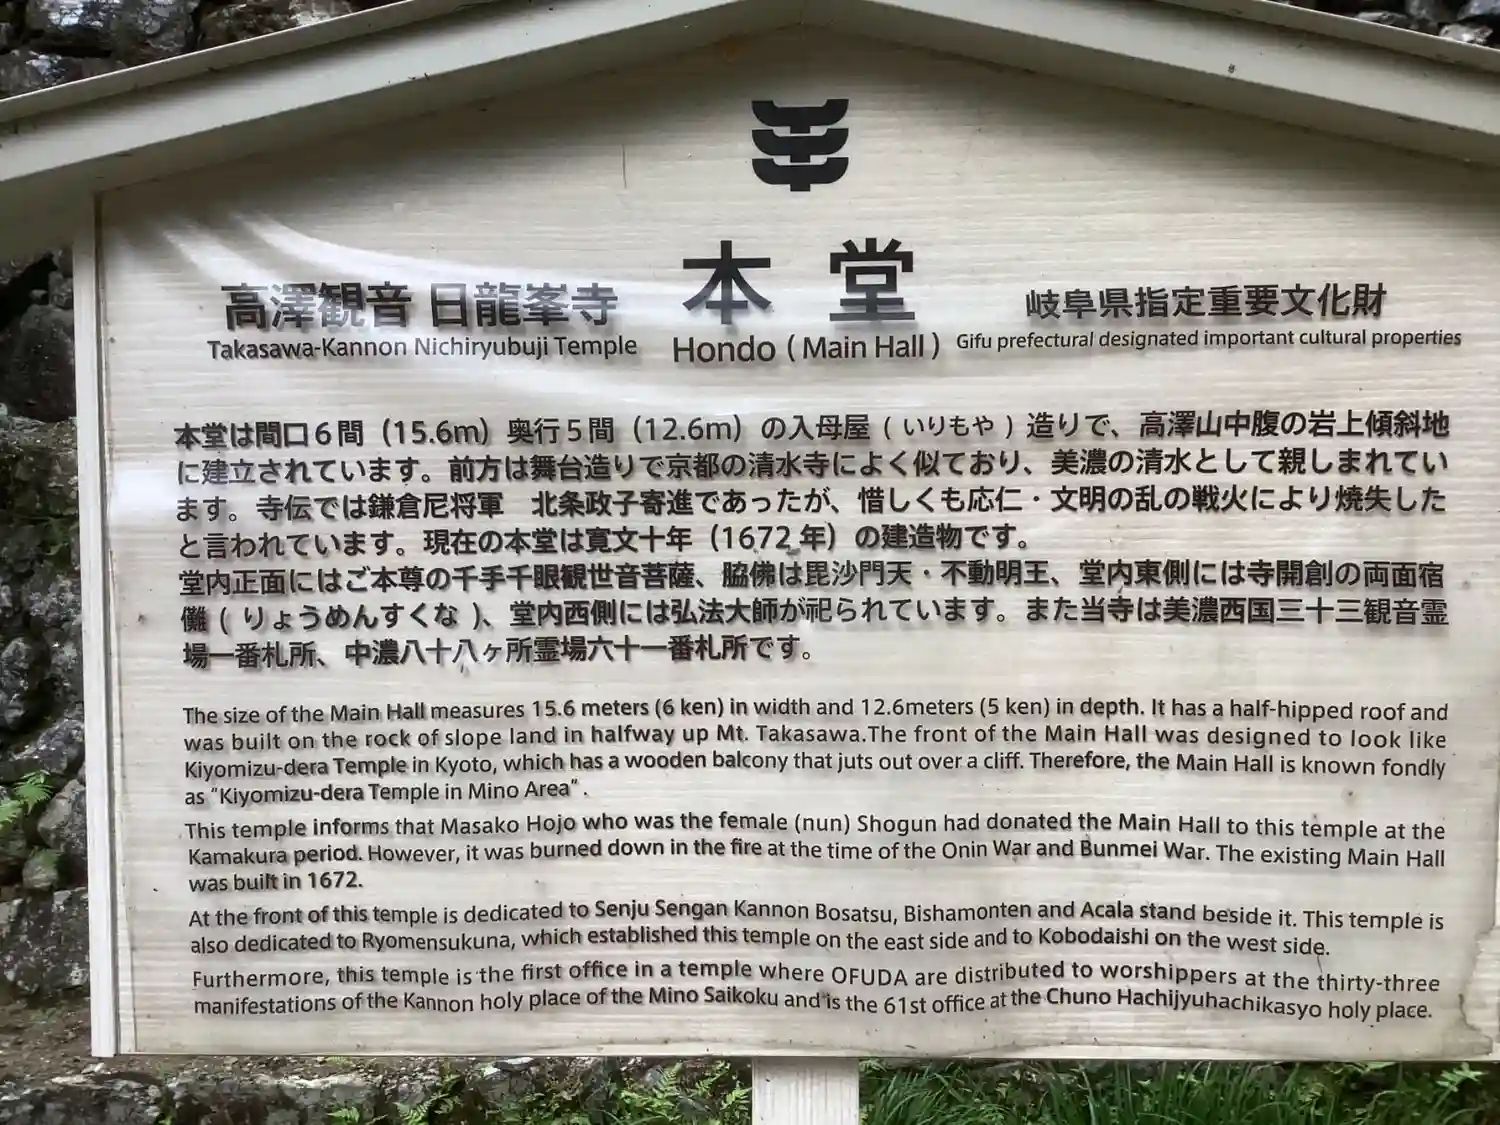 高澤観音 日龍峯寺
Takasawa-Kannon Nichiryubuji Temple
本堂
Hondo ( Main Hall )
岐阜県指定重要文化財
Gifu prefectural designated important cultural properties
本堂は間口６間（15.6m）奥行５間（12.6m）の入母屋 ( いりもや ) 造りで、高澤山中腹の岩上傾斜地
に建立されています。前方は舞台造りで京都の清水寺によく似ており、美濃の清水として親しまれてい
ます。寺伝では鎌倉尼将軍　北条政子寄進であったが、惜しくも応仁・文明の乱の戦火により焼失した
と言われています。現在の本堂は寛文十年（1672 年）の建造物です。
堂内正面にはご本尊の千手千眼観世音菩薩、脇佛は毘沙門天・不動明王、堂内東側には寺開創の両面宿
儺 ( りょうめんすくな )、堂内西側には弘法大師が祀られています。また当寺は美濃西国三十三観音霊
場一番札所、中濃八十八ヶ所霊場六十一番札所です。
The size of the Main Hall measures 15.6 meters (6 ken) in width and 12.6meters (5 ken) in depth. It has a half-hipped roof and
was built on the rock of slope land in halfway up Mt. Takasawa.The front of the Main Hall was designed to look like
Kiyomizu-dera Temple in Kyoto, which has a wooden balcony that juts out over a cliff. Therefore, the Main Hall is known fondly
as “Kiyomizu-dera Temple in Mino Area”.
This temple informs that Masako Hojo who was the female (nun) Shogun had donated the Main Hall to this temple at the
Kamakura period. However, it was burned down in the fire at the time of the Onin War and Bunmei War. The existing Main Hall
was built in 1672.
At the front of this temple is dedicated to Senju Sengan Kannon Bosatsu, Bishamonten and Acala stand beside it. This temple is
also dedicated to Ryomensukuna, which established this temple on the east side and to Kobodaishi on the west side.
Furthermore, this temple is the first office in a temple where OFUDA are distributed to worshippers at the thirty-three
manifestations of the Kannon holy place of the Mino Saikoku and is the 61st office at the Chuno Hachijyuhachikasyo holy place.